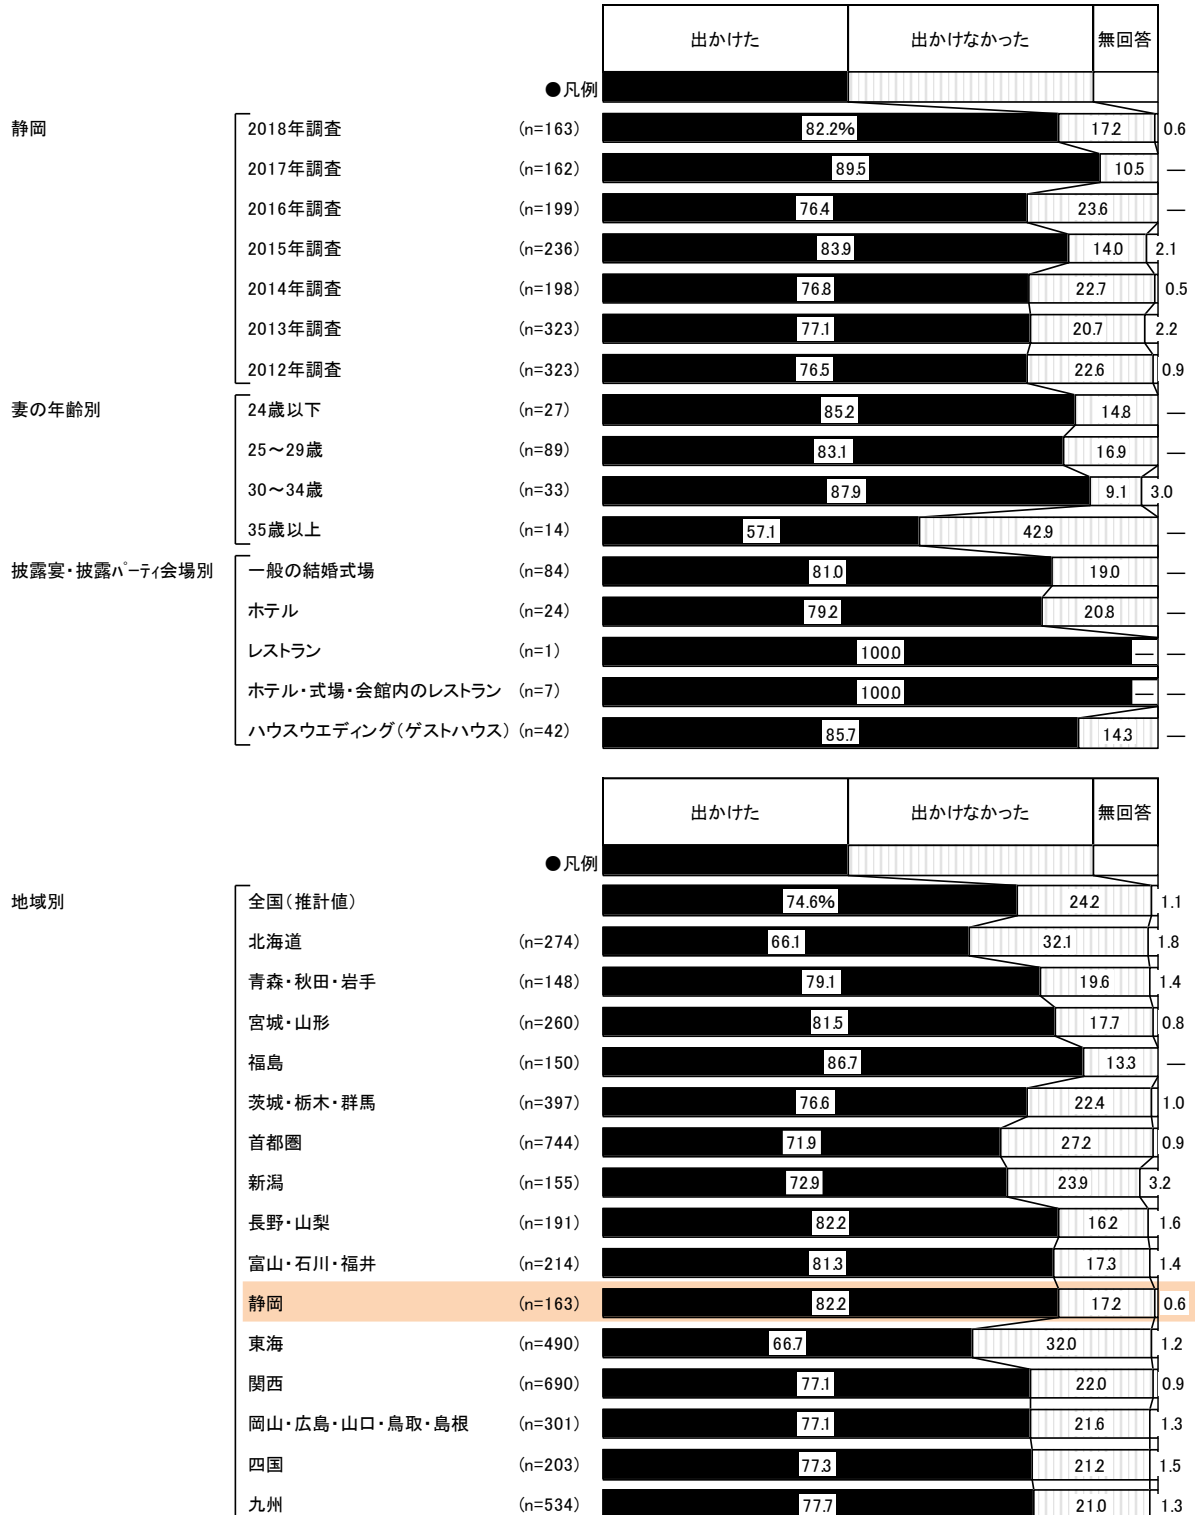 出かけた 出かけなかった 無回答
●凡例
静岡 2018年調査 (n=163) 82.2% 17.2 0.6
2017年調査 (n=162) 89.5 10.5 —
2016年調査 (n=199) 76.4 23.6 —
2015年調査 (n=236) 83.9 14.0 2.1
2014年調査 (n=198) 76.8 22.7 0.5
2013年調査 (n=323) 77.1 20.7 2.2
2012年調査 (n=323) 76.5 22.6 0.9
妻の年齢別 24歳以下 (n=27) 85.2 14.8 —
25～29歳 (n=89) 83.1 16.9 —
30～34歳 (n=33) 87.9 9.1 3.0
35歳以上 (n=14) 57.1 42.9 —
披露宴・披露ﾊﾟｰﾃｨ会場別 一般の結婚式場 (n=84) 81.0 19.0 —
ホテル (n=24) 79.2 20.8 —
レストラン (n=1) 100.0 — —
ホテル・式場・会館内のレストラン (n=7) 100.0 — —
ハウスウエディング(ゲストハウス) (n=42) 85.7 14.3 —
出かけた 出かけなかった 無回答
●凡例
地域別 全国(推計値) 74.6% 24.2 1.1
北海道 (n=274) 66.1 32.1 1.8
青森・秋田・岩手 (n=148) 79.1 19.6 1.4
宮城・山形 (n=260) 81.5 17.7 0.8
福島 (n=150) 86.7 13.3 —
茨城・栃木・群馬 (n=397) 76.6 22.4 1.0
首都圏 (n=744) 71.9 27.2 0.9
新潟 (n=155) 72.9 23.9 3.2
長野・山梨 (n=191) 82.2 16.2 1.6
富山・石川・福井 (n=214) 81.3 17.3 1.4
静岡 (n=163) 82.2 17.2 0.6
東海 (n=490) 66.7 32.0 1.2
関西 (n=690) 77.1 22.0 0.9
岡山・広島・山口・鳥取・島根 (n=301) 77.1 21.6 1.3
四国 (n=203) 77.3 21.2 1.5
九州 (n=534) 77.7 21.0 1.3